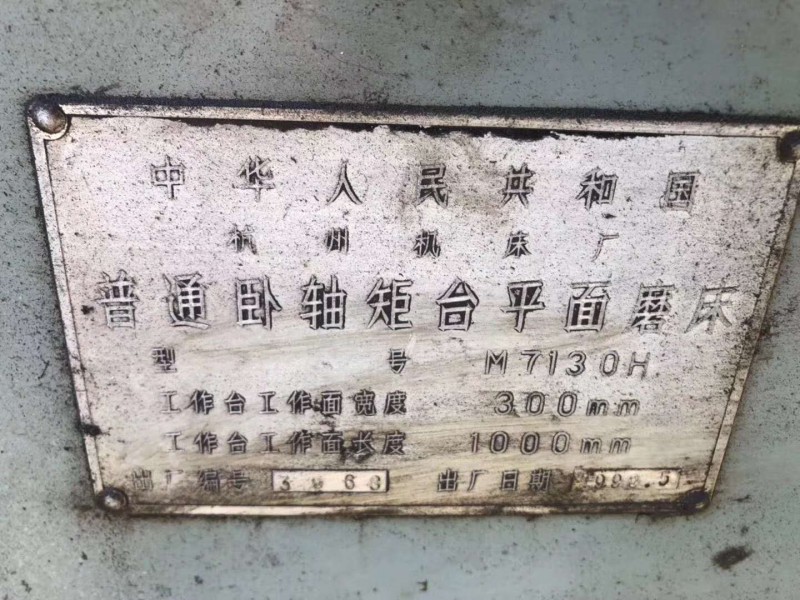 中华人民共和国
杭州机床厂
普通卧轴矩台平面磨床
型 号 M7130H
工作台工作面宽度 300mm
工作台工作面长度 1000mm
出厂编号 出厂日期